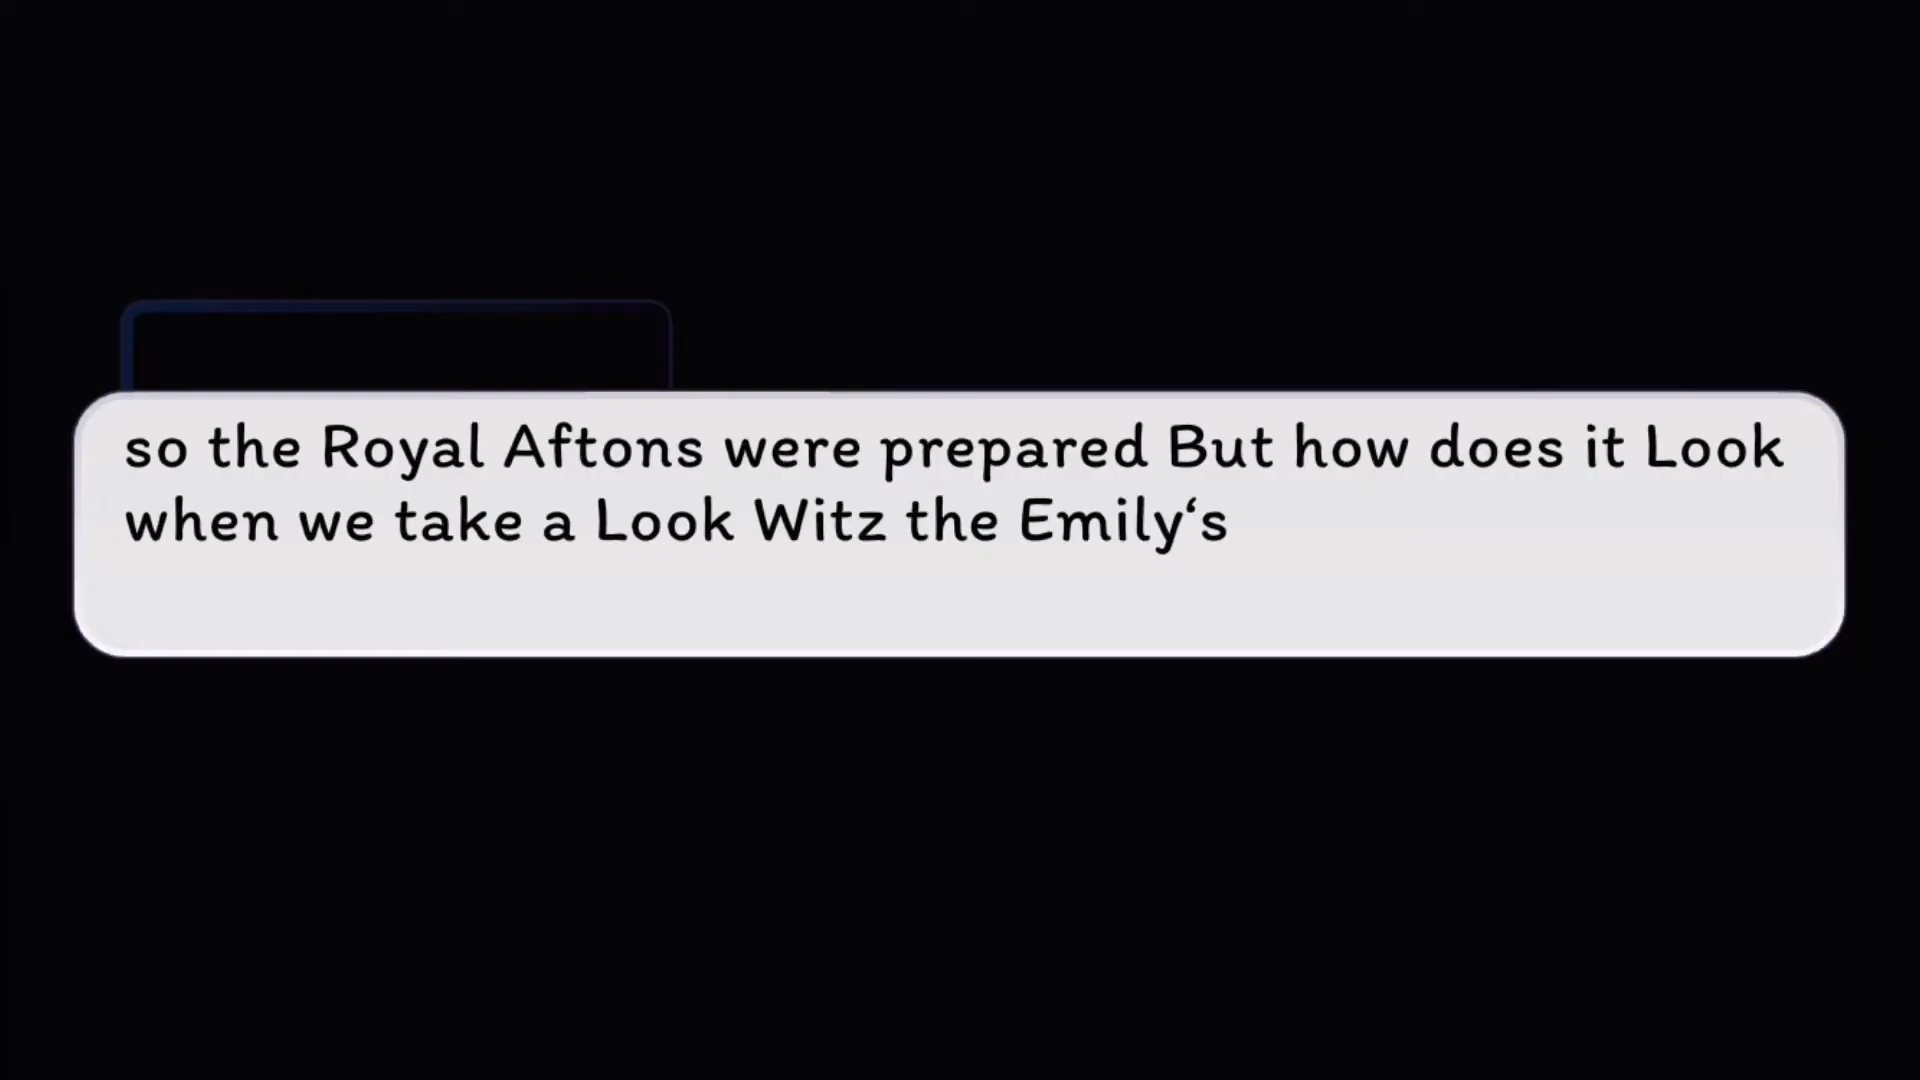 so the Royal Aftons were prepared But how does it Look
when we take a Look Witz the Emily‘s